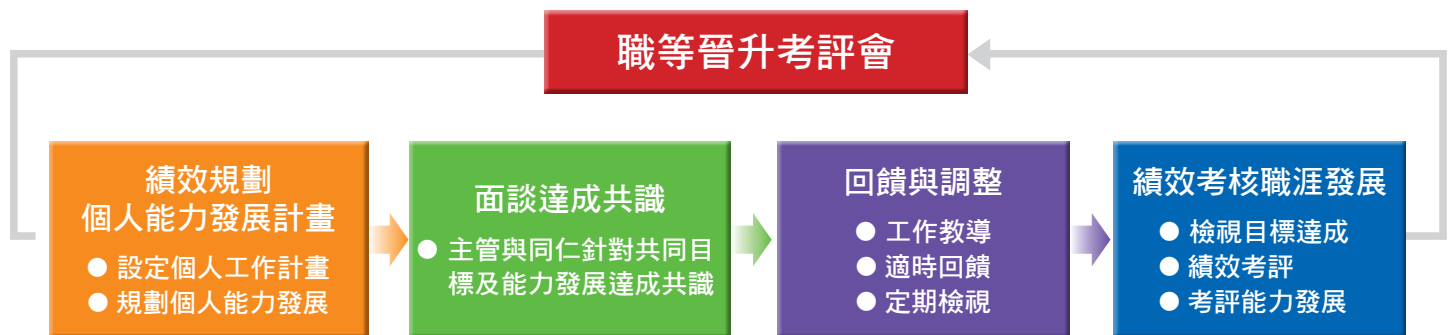 職等晉升考評會
績效規劃
個人能力發展計畫
● 設定個人工作計畫
● 規劃個人能力發展
面談達成共識
● 主管與同仁針對共同目
標及能力發展達成共識
回饋與調整
● 工作教導
● 適時回饋
● 定期檢視
績效考核職涯發展
● 檢視目標達成
● 績效考評
● 考評能力發展